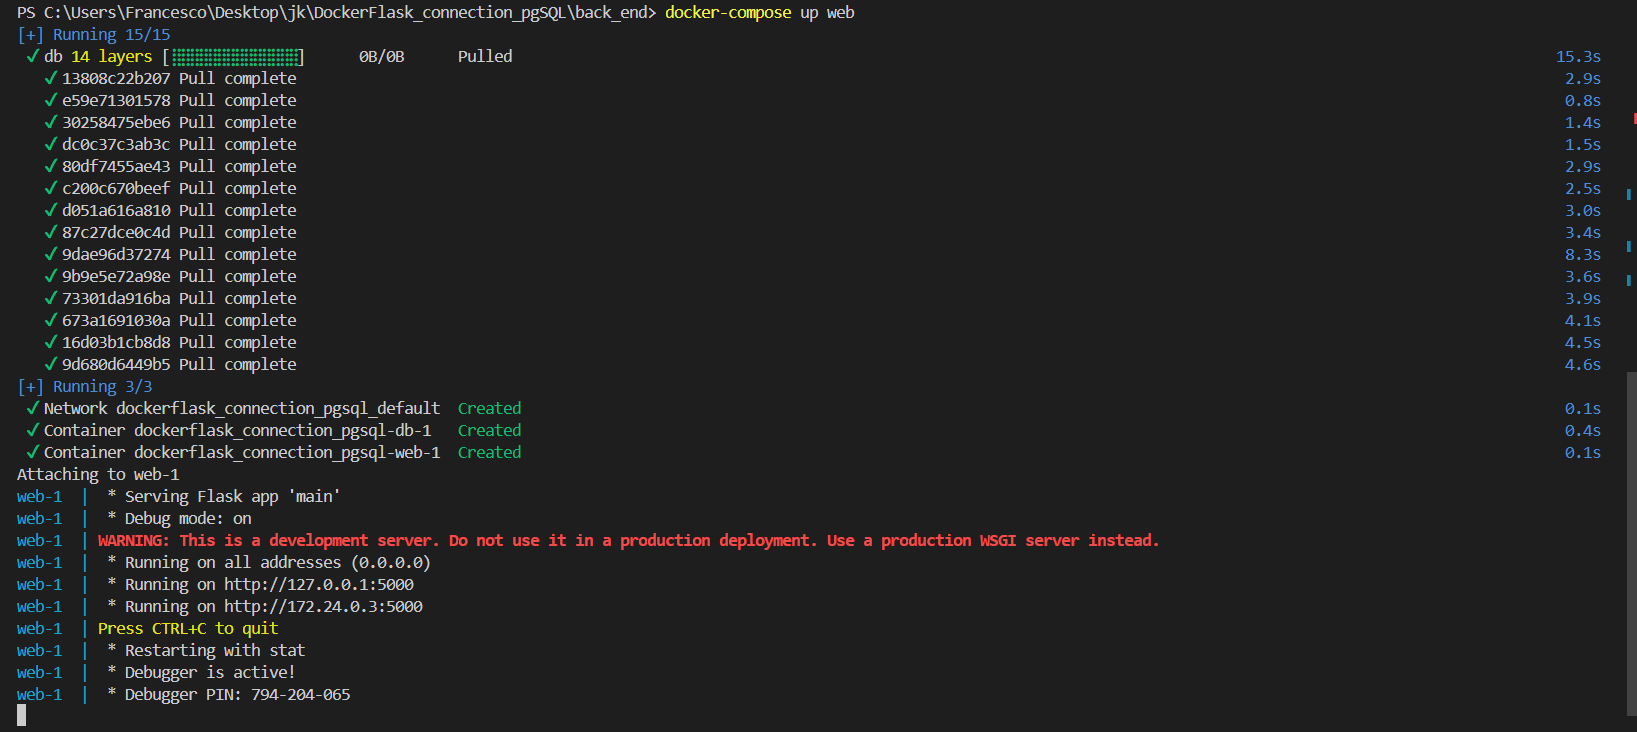 PS C:\Users\Francesco\Desktop\jk\DockerFlask_connection_pgSQL\back_end> docker-compose up web
[+] Running 15/15
✔ db 14 layers [⣿⣿⣿⣿⣿⣿⣿⣿⣿⣿⣿⣿⣿⣿] 0B/0B Pulled 15.3s
✔ 13808c22b207 Pull complete 2.9s
✔ e59e71301578 Pull complete 0.8s
✔ 30258475ebe6 Pull complete 1.4s
✔ dc0c37c3ab3c Pull complete 1.5s
✔ 80df7455ae43 Pull complete 2.9s
✔ c200c670beef Pull complete 2.5s
✔ d051a616a810 Pull complete 3.0s
✔ 87c27dce0c4d Pull complete 3.4s
✔ 9dae96d37274 Pull complete 8.3s
✔ 9b9e5e72a98e Pull complete 3.6s
✔ 73301da916ba Pull complete 3.9s
✔ 673a1691030a Pull complete 4.1s
✔ 16d03b1cb8d8 Pull complete 4.5s
✔ 9d680d6449b5 Pull complete 4.6s
[+] Running 3/3
✔ Network dockerflask_connection_pgsql_default Created 0.1s
✔ Container dockerflask_connection_pgsql-db-1 Created 0.4s
✔ Container dockerflask_connection_pgsql-web-1 Created 0.1s
Attaching to web-1
web-1 | * Serving Flask app 'main'
web-1 | * Debug mode: on
web-1 | WARNING: This is a development server. Do not use it in a production deployment. Use a production WSGI server instead.
web-1 | * Running on all addresses (0.0.0.0)
web-1 | * Running on http://127.0.0.1:5000
web-1 | * Running on http://172.24.0.3:5000
web-1 | Press CTRL+C to quit
web-1 | * Restarting with stat
web-1 | * Debugger is active!
web-1 | * Debugger PIN: 794-204-065